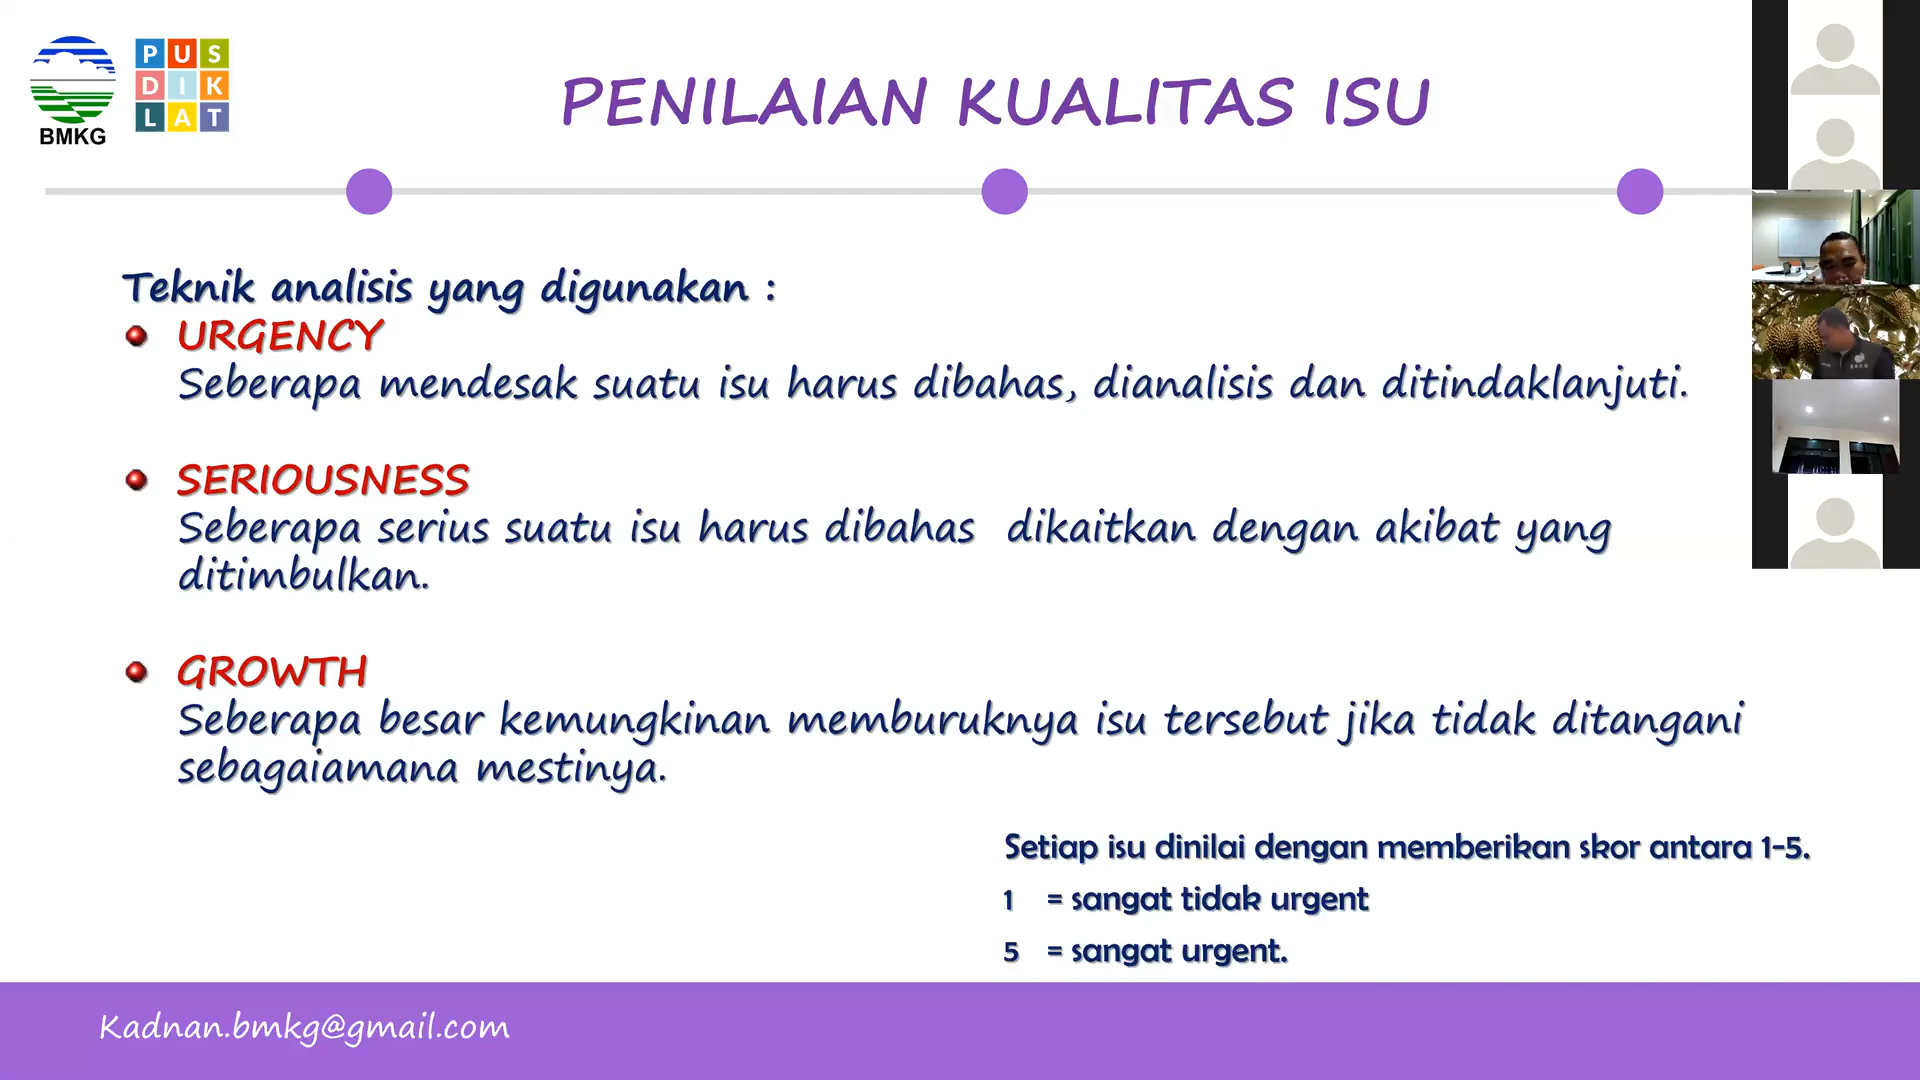 BMKG
PUS
DIK
LAT
PENILAIAN KUALITAS ISU
Teknik analisis yang digunakan :
URGENCY
Seberapa mendesak suatu isu harus dibahas, dianalisis dan ditindaklanjuti.
SERIOUSNESS
Seberapa serius suatu isu harus dibahas dikaitkan dengan akibat yang
ditimbulkan.
GROWTH
Seberapa besar kemungkinan memburuknya isu tersebut jika tidak ditangani
sebagaiamana mestinya.
Setiap isu dinilai dengan memberikan skor antara 1-5.
1 = sangat tidak urgent
5 = sangat urgent.
Kadnan.bmkg@gmail.com